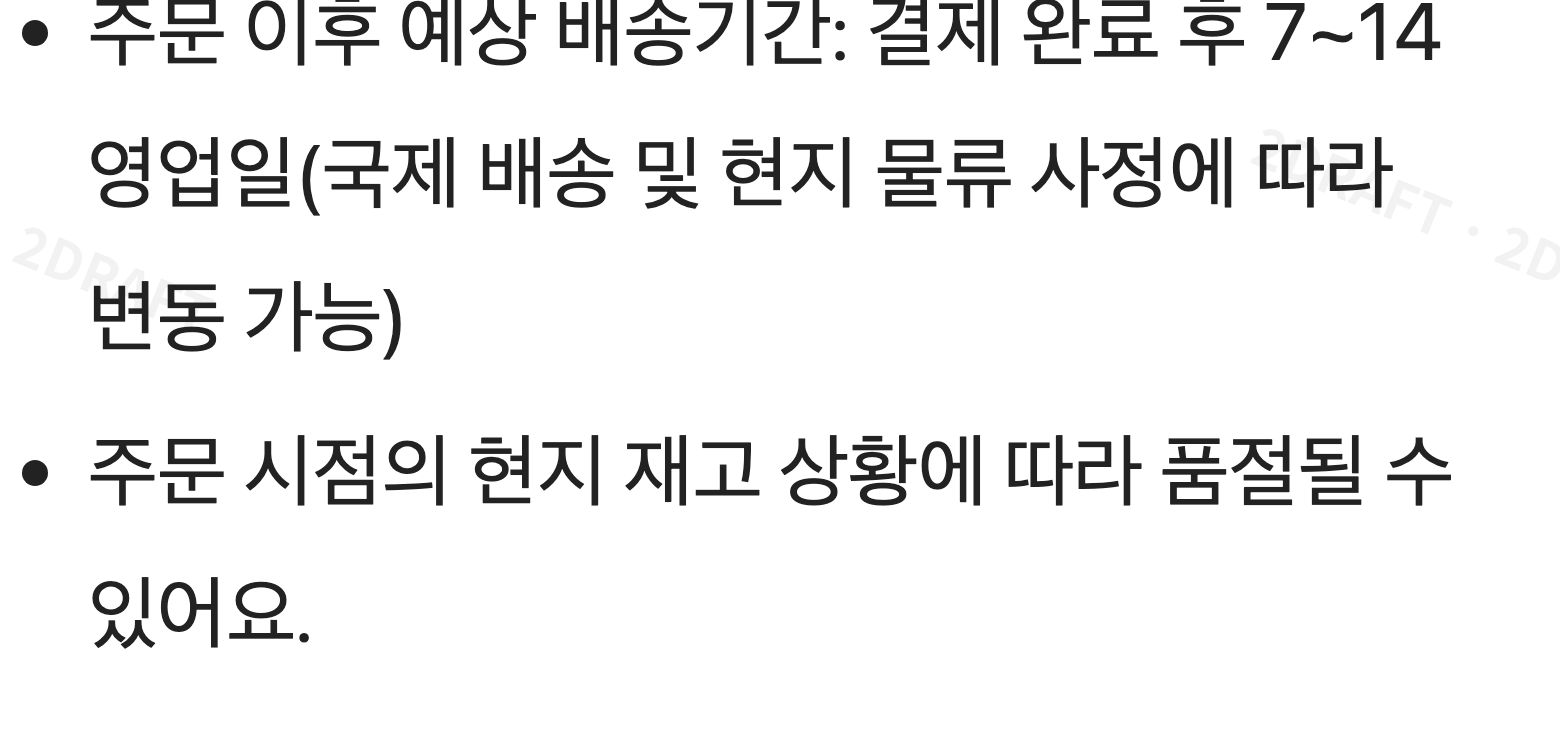 • 주문 이후 예상 배송기간: 결제 완료 후 7~14
영업일(국제 배송 및 현지 물류 사정에 따라
변동 가능)
• 주문 시점의 현지 재고 상황에 따라 품절될 수
있어요.
2DRAFT
2DRAFT · 2D